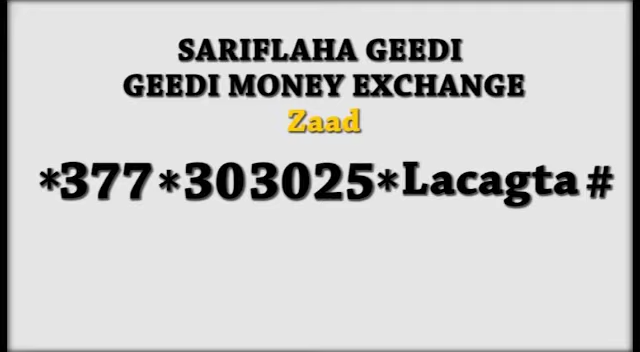 SARIFLAHA GEEDI
GEEDI MONEY EXCHANGE
Zaad
*377*303025*Lacagta#